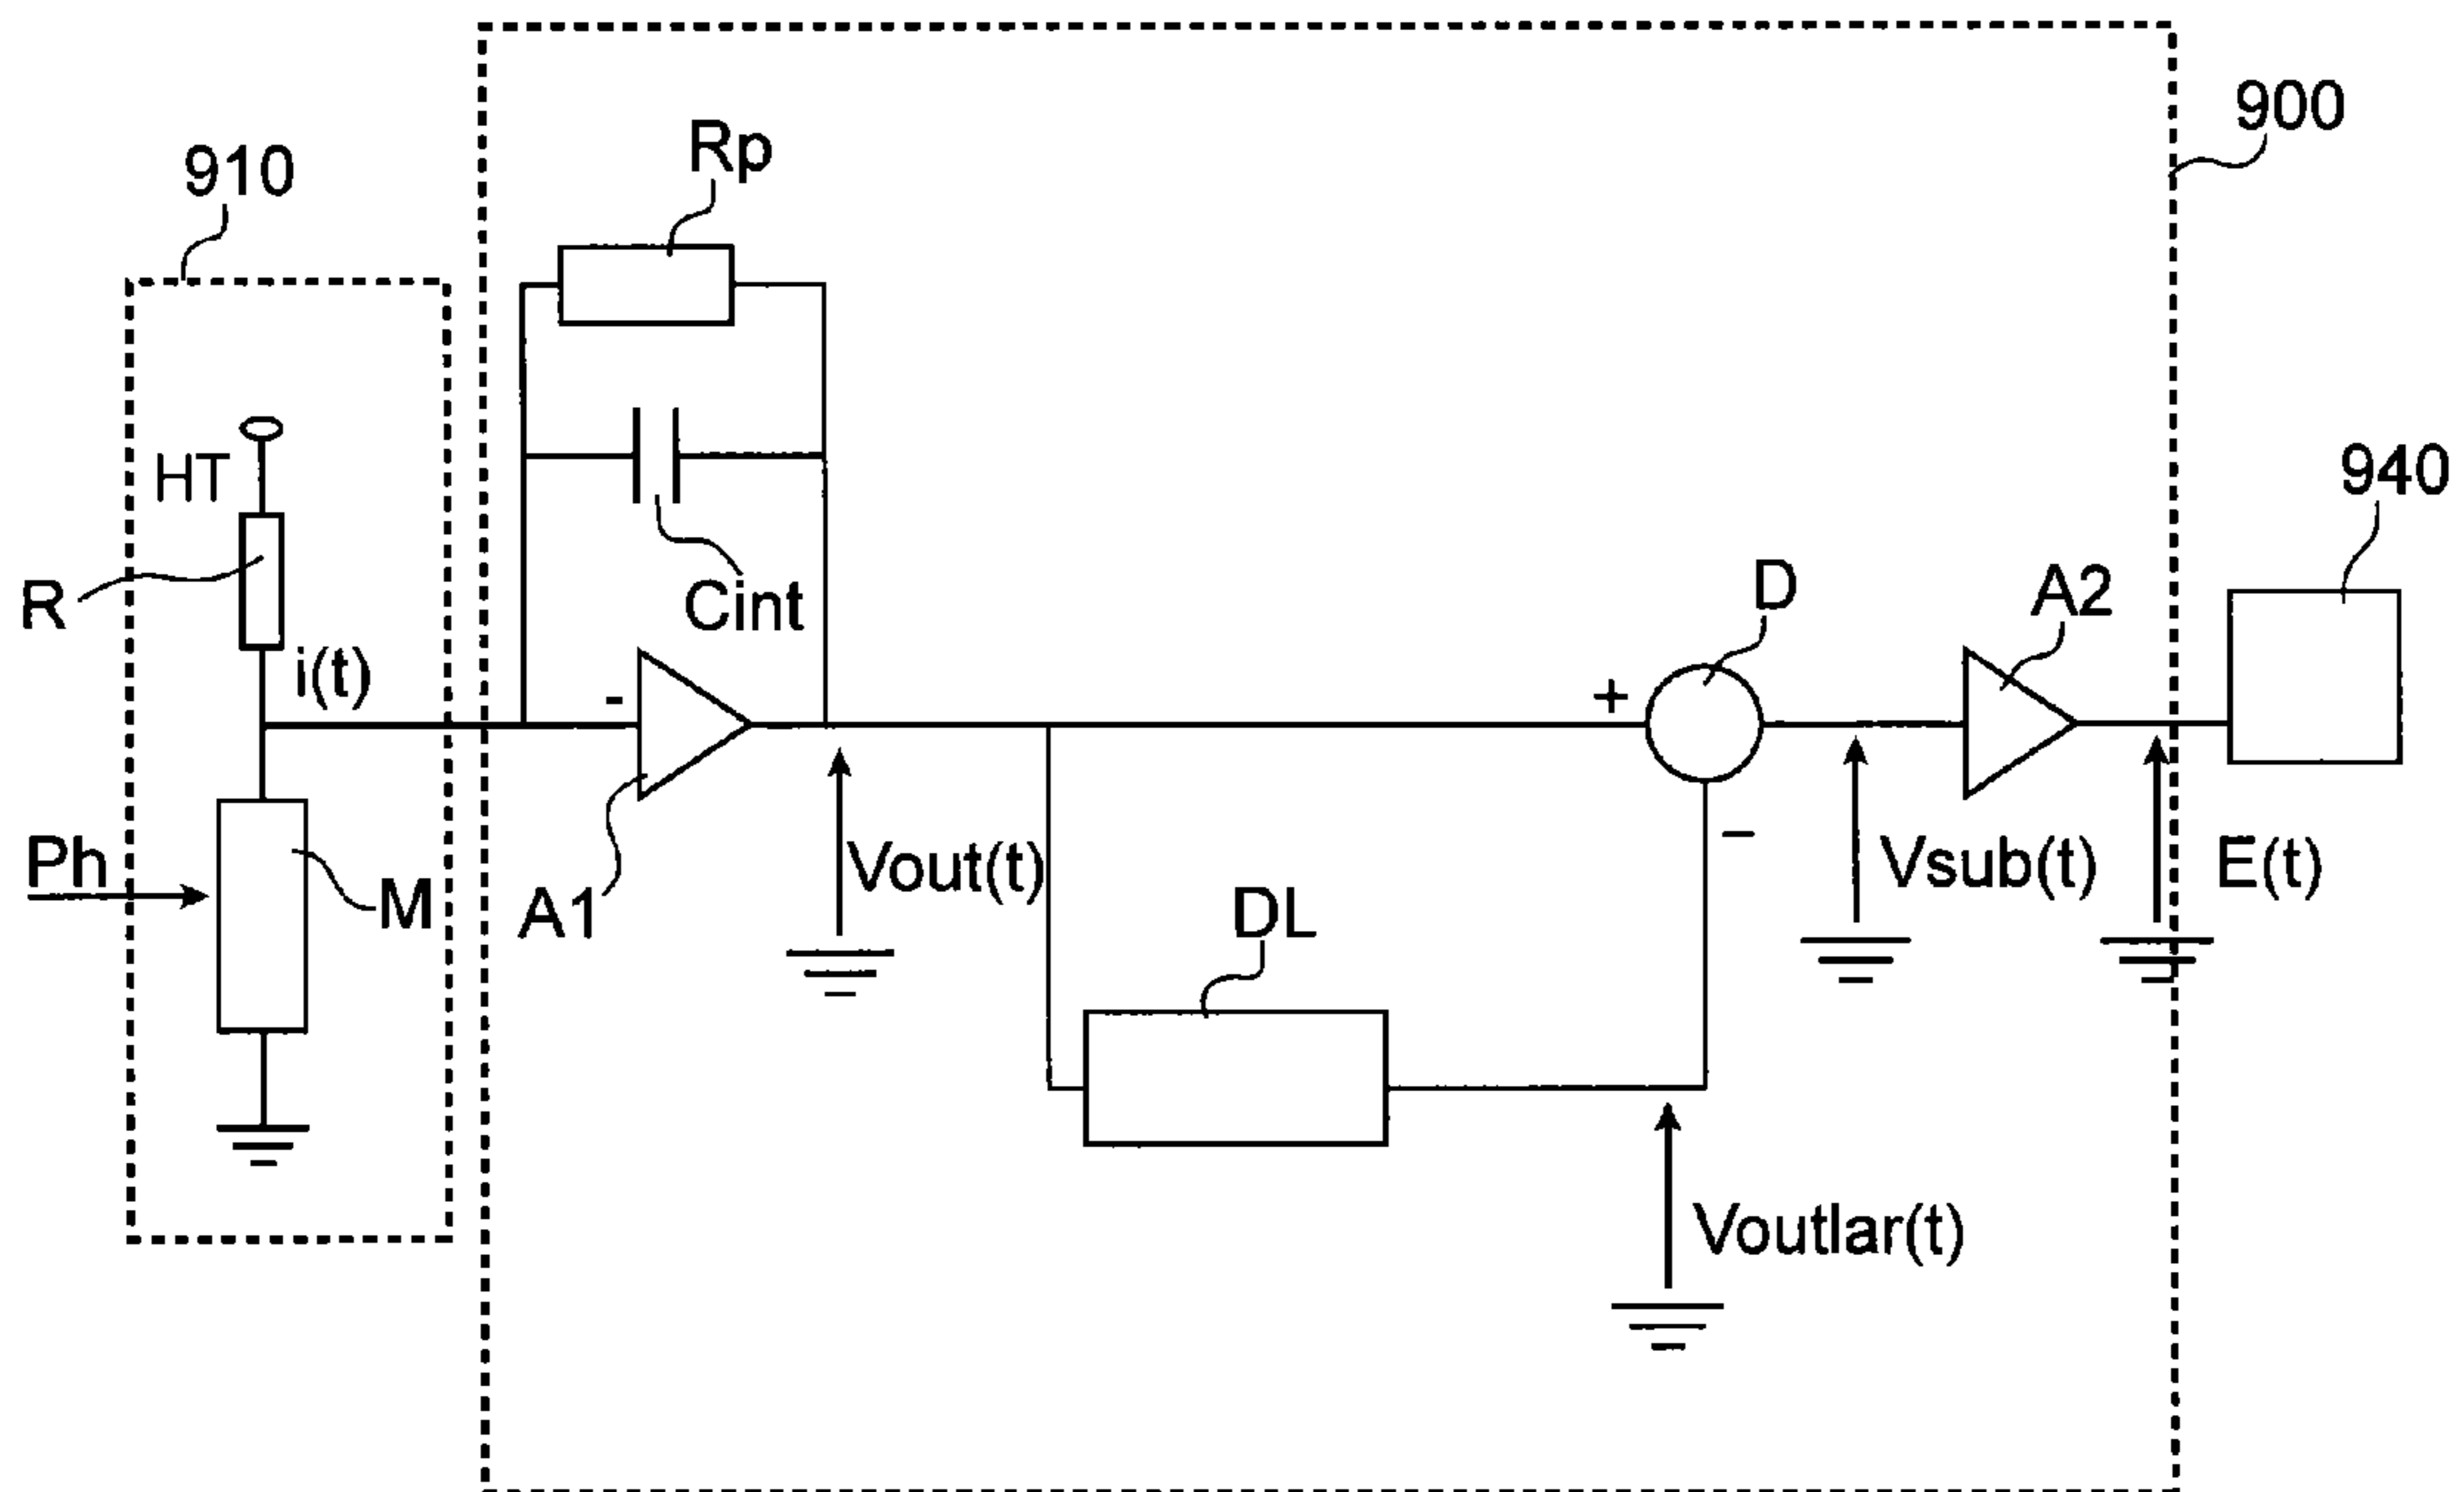 900
910
Rp
HT
940
R
i(t)
Cint
D
A2
-
+
Ph
M
A1
Vout(t)
DL
–
Vsub(t)
E(t)
Voutlar(t)